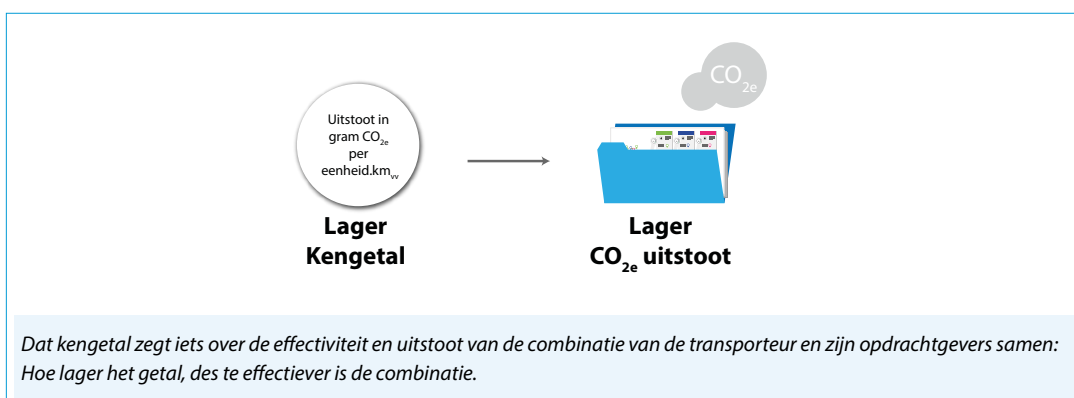 CO2e
Uitstoot in
gram CO2e
per
eenheid.kmvv
Lager
Kengetal
Lager
CO2e uitstoot
Dat kengetal zegt iets over de effectiviteit en uitstoot van de combinatie van de transporteur en zijn opdrachtgevers samen:
Hoe lager het getal, des te effectiever is de combinatie.